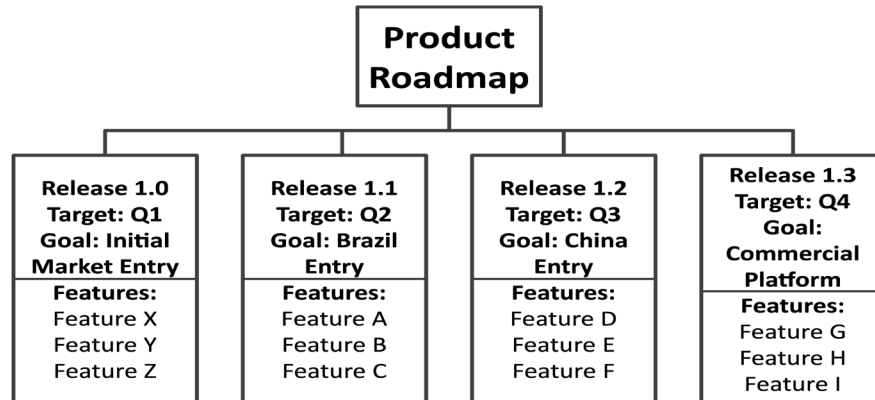 Product
Roadmap
Release 1.0
Target: Q1
Goal: Initial
Market Entry
Features:
Feature X
Feature Y
Feature Z
Release 1.1
Target: Q2
Goal: Brazil
Entry
Features:
Feature A
Feature B
Feature C
Release 1.2
Target: Q3
Goal: China
Entry
Features:
Feature D
Feature E
Feature F
Release 1.3
Target: Q4
Goal:
Commercial
Platform
Features:
Feature G
Feature H
Feature I